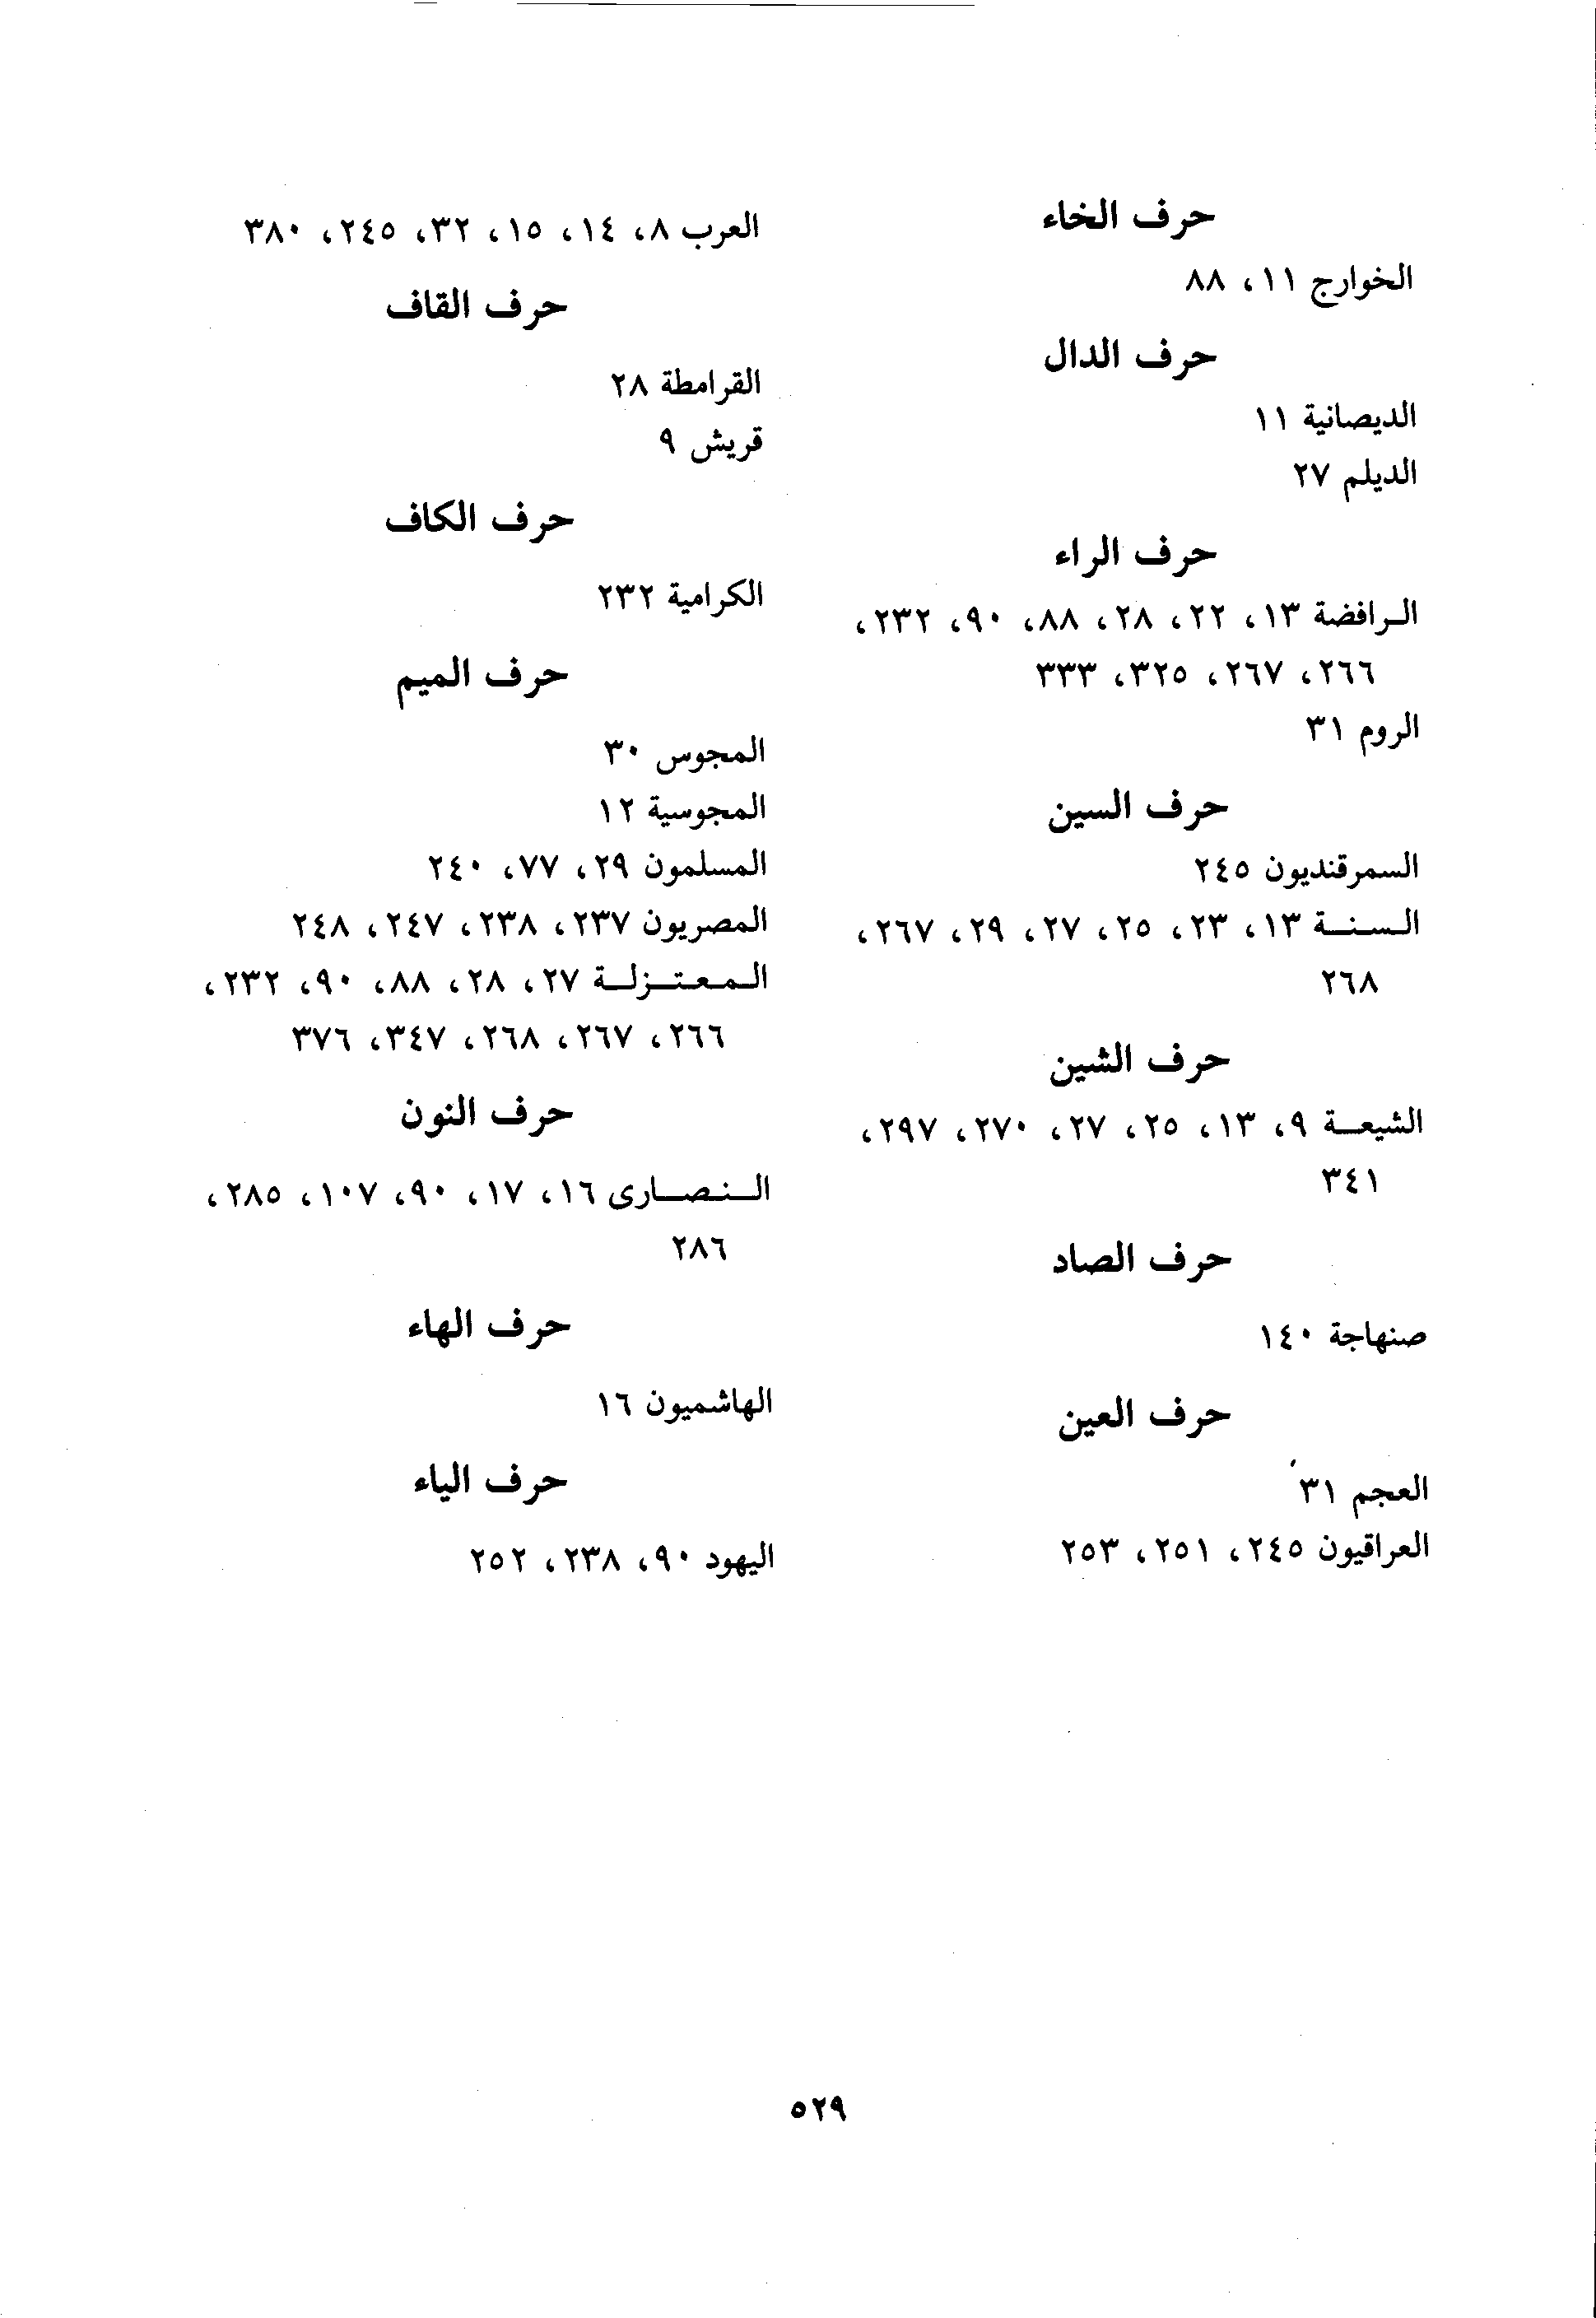 حرف الخاء
الخوارج ١١، ٨٨
حرف الدال
الديصانية ١١
الديلم ٢٧
حرف الراء
الرافضة ١٣، ٢٢، ٢٨، ٨٨، ٩٠، ٢٣٢،
٢٦٦، ٢٦٧، ٣٢٥، ٣٣٣
الروم ٣١
حرف السين
السمرقنديون ٢٤٥
السنة ١٣، ٢٣، ٢٥، ٢٧، ٢٩، ٢٦٧،
٢٦٨
حرف الشين
الشيعة ٩، ١٣، ٢٥، ٢٧، ٢٧٠، ٢٩٧،
٣٤١
حرف الصاد
صنهاجة ١٤٠
حرف العين
العجم ٣١
العراقيون ٢٤٥، ٢٥١، ٢٥٣
العرب ٨، ١٤، ١٥، ٣٢، ٢٤٥، ٣٨٠
حرف القاف
القرامطة ٢٨
قريش ٩
حرف الكاف
الكرامية ٢٣٢
حرف الميم
المجوس ٣٠
المجوسية ١٢
المسلمون ٢٩، ٧٧، ٢٤٠
المصريون ٢٣٧، ٢٣٨، ٢٤٧، ٢٤٨
المعتزلة ٢٧، ٢٨، ٨٨، ٩٠، ٢٣٢،
٢٦٦، ٢٦٧، ٢٦٨، ٣٤٧، ٣٧٦
حرف النون
النصارى ١٦، ١٧، ٩٠، ١٠٧، ٢٨٥،
٢٨٦
حرف الهاء
الهاشميون ١٦
حرف الياء
اليهود ٩٠، ٢٣٨، ٢٥٢
٥٢٩